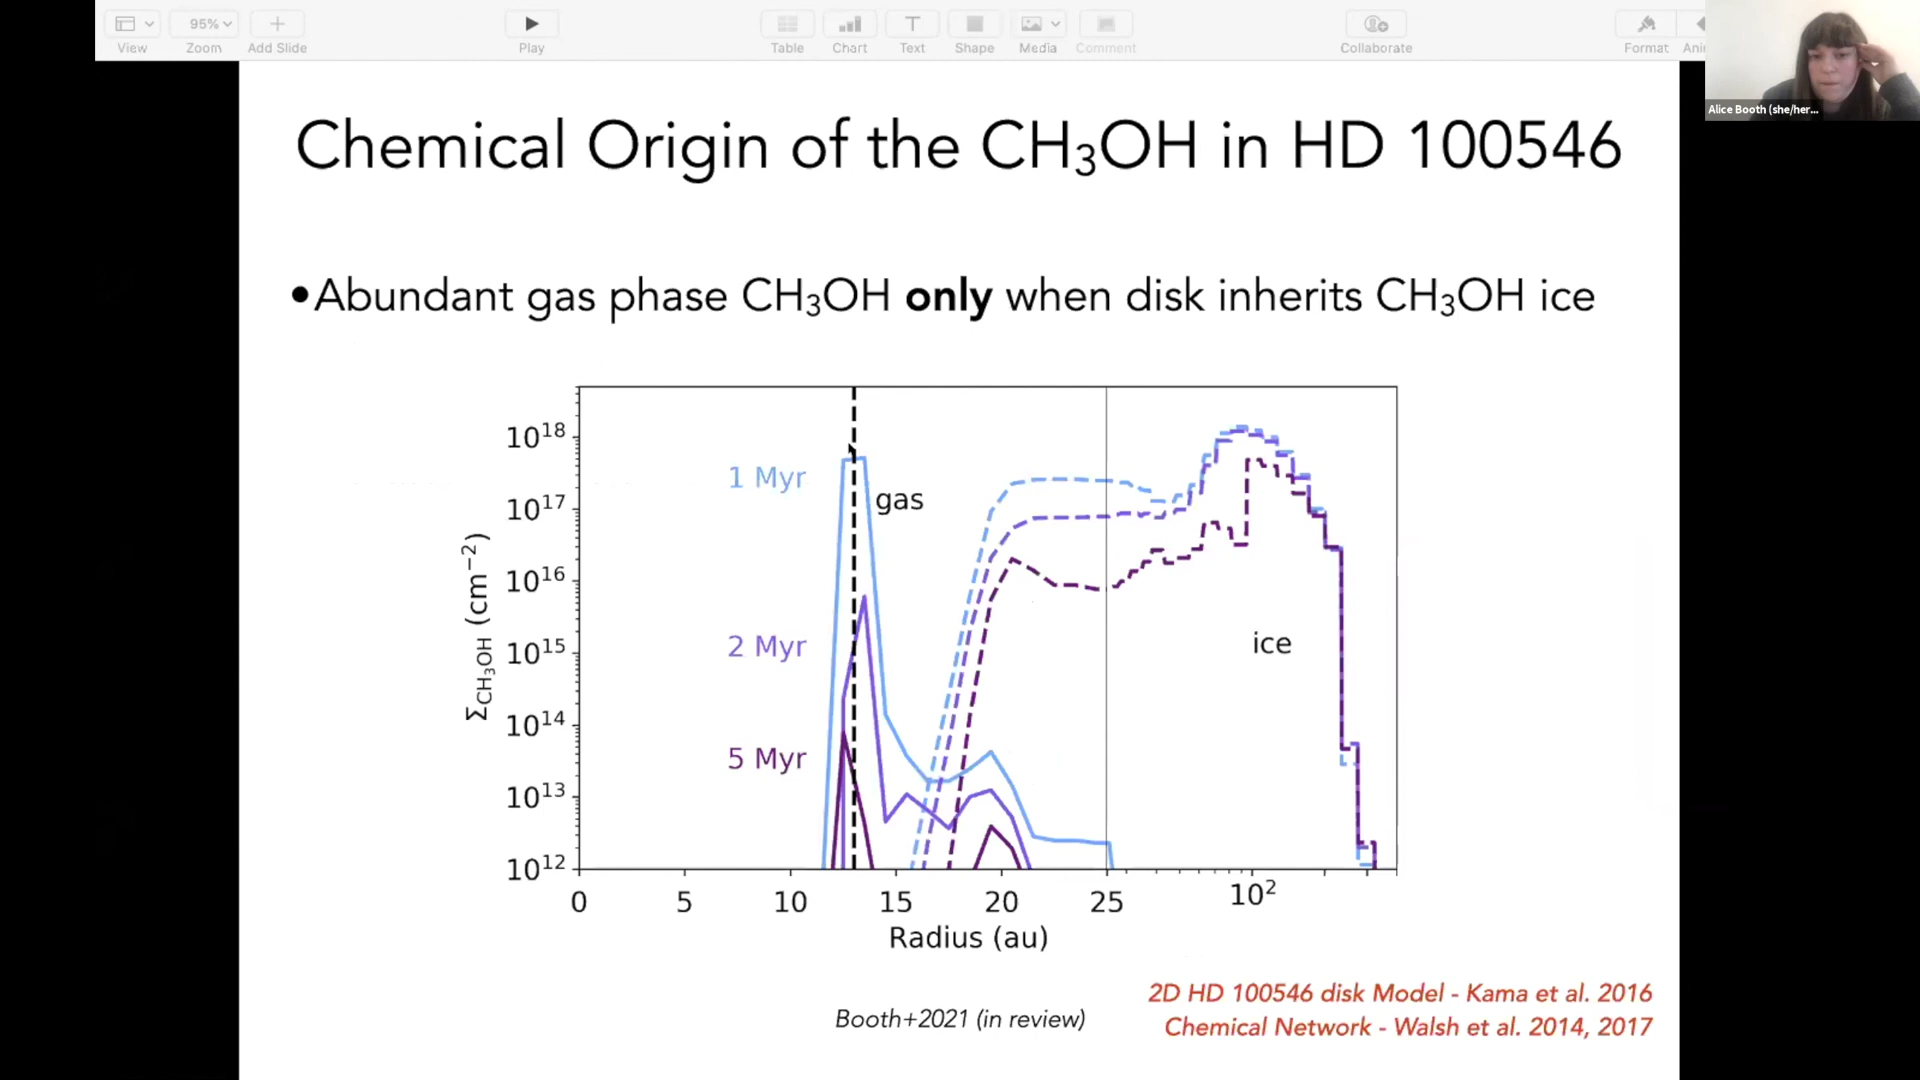 View
95%
Zoom
Add Slide
Play
Table
Chart
Text
Shape
Media
Comment
Collaborate
Format
Ani
Alice Booth (she/her...
Chemical Origin of the CH₃OH in HD 100546
•Abundant gas phase CH₃OH only when disk inherits CH₃OH ice
10¹⁸
10¹⁷
10¹⁶
10¹⁵
10¹⁴
10¹³
10¹²
Σ_CH₃OH (cm⁻²)
1 Myr
gas
2 Myr
ice
5 Myr
0 5 10 15 20 25 10²
Radius (au)
2D HD 100546 disk Model - Kama et al. 2016
Booth+2021 (in review)
Chemical Network - Walsh et al. 2014, 2017